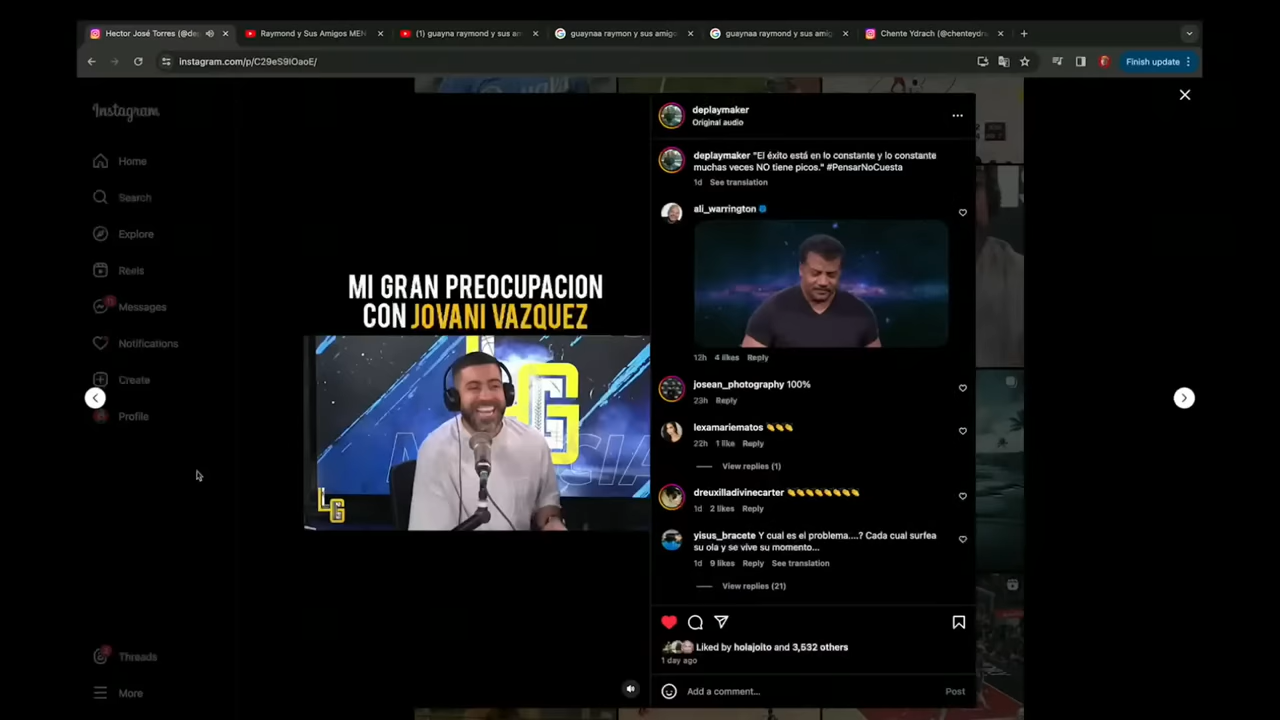 Hector José Torres (@de
Raymond y Sus Amigos MEN
(1) guayna raymond y sus am
guaynaa raymon y sus amigo
guaynaa raymond y sus amig
Chente Ydrach (@chenteydr
instagram.com/p/C29eS9IOaoE/
Finish update
Instagram
Home
Search
Explore
Reels
Messages
Notifications
Create
Profile
Threads
More
MI GRAN PREOCUPACION
CON JOVANI VAZQUEZ
LG
deplaymaker
Original audio
deplaymaker "El éxito está en lo constante y lo constante
muchas veces NO tiene picos." #PensarNoCuesta
1d See translation
ali_warrington
12h 4 likes Reply
josean_photography 100%
23h Reply
lexamariematos 👏👏👏
22h 1 like Reply
View replies (1)
dreuxilladivinecarter 👏👏👏👏👏👏👏👏
1d 2 likes Reply
yisus_bracete Y cual es el problema....? Cada cual surfea
su ola y se vive su momento...
1d 9 likes Reply See translation
View replies (21)
Liked by holajoito and 3,532 others
1 day ago
Add a comment...
Post